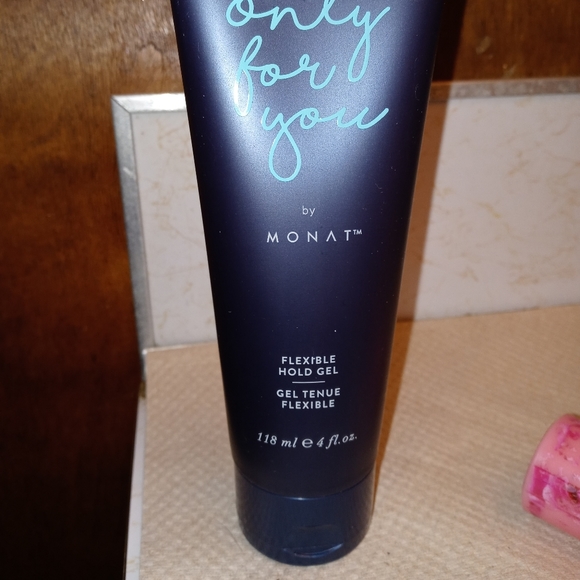 only
for
you
by
MONAT™
FLEXIBLE
HOLD GEL
GEL TENUE
FLEXIBLE
118 ml ℮ 4 fl.oz.